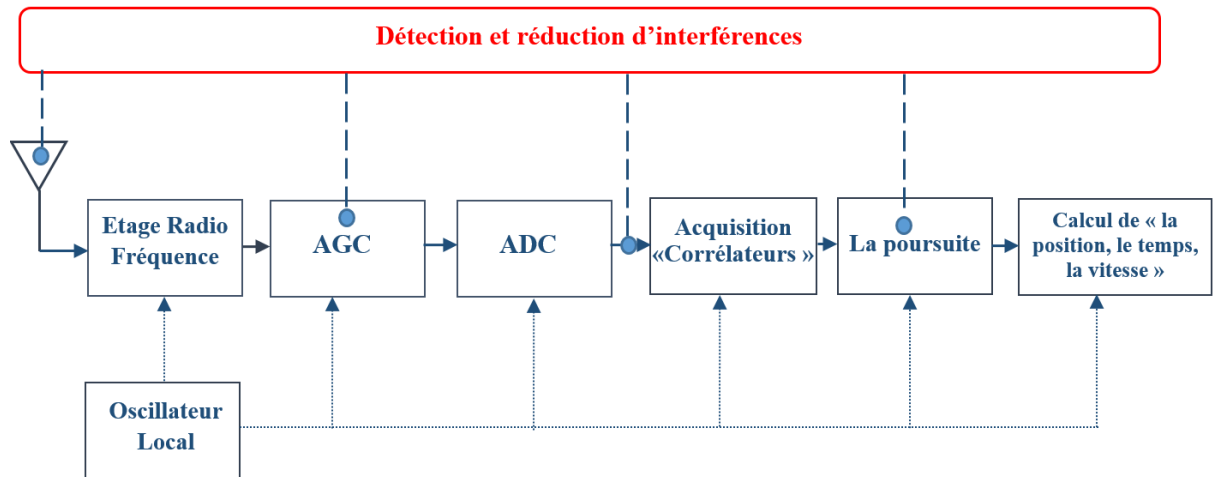 Détection et réduction d’interférences
Etage Radio
Fréquence
AGC
ADC
Acquisition
«Corrélateurs »
La poursuite
Calcul de « la
position, le temps,
la vitesse »
Oscillateur
Local